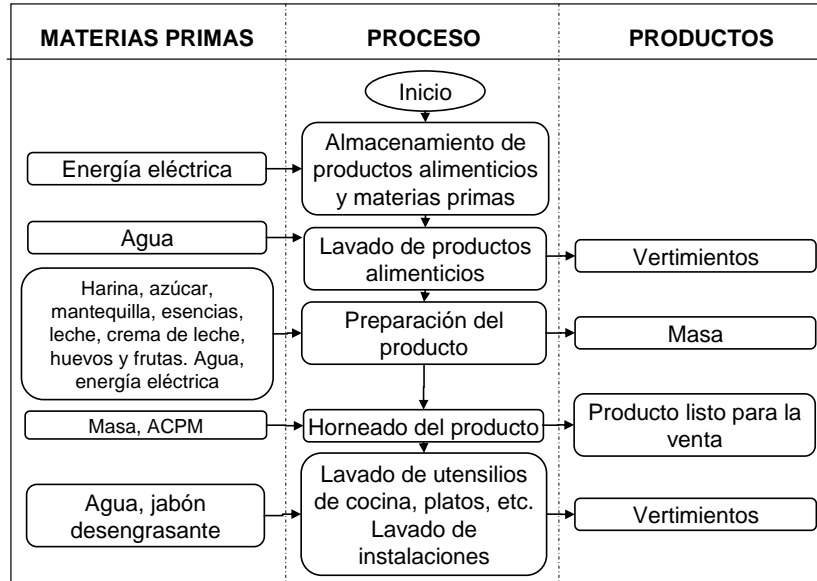 MATERIAS PRIMAS
PROCESO
PRODUCTOS
Inicio
Energía eléctrica
Almacenamiento de
productos alimenticios
y materias primas
Agua
Lavado de productos
alimenticios
Vertimientos
Harina, azúcar,
mantequilla, esencias,
leche, crema de leche,
huevos y frutas. Agua,
energía eléctrica
Preparación del
producto
Masa
Masa, ACPM
Horneado del producto
Producto listo para la
venta
Agua, jabón
desengrasante
Lavado de utensilios
de cocina, platos, etc.
Lavado de
instalaciones
Vertimientos